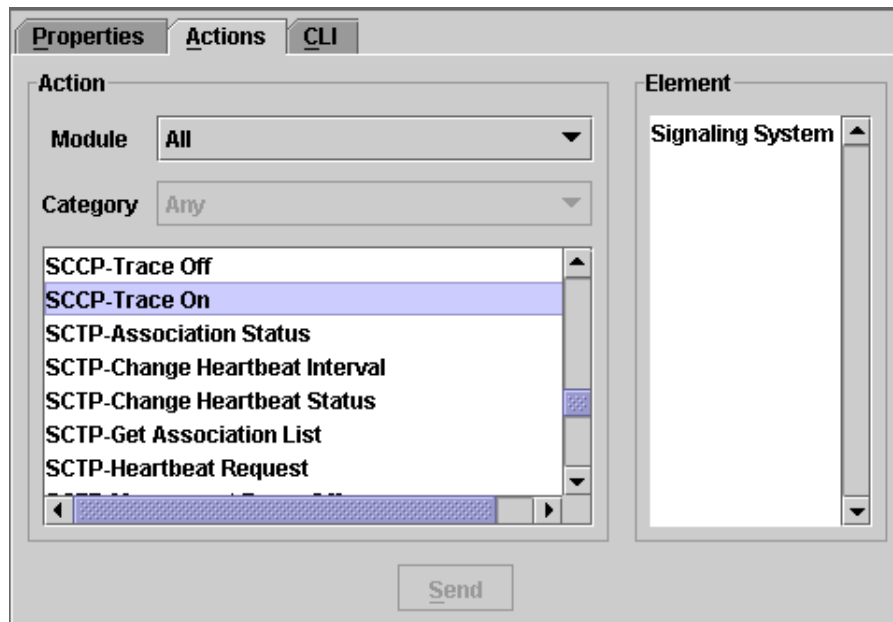 Properties Actions CLI
Action
Element
Module All
Signaling System
Category Any
SCCP-Trace Off
SCCP-Trace On
SCTP-Association Status
SCTP-Change Heartbeat Interval
SCTP-Change Heartbeat Status
SCTP-Get Association List
SCTP-Heartbeat Request
Send